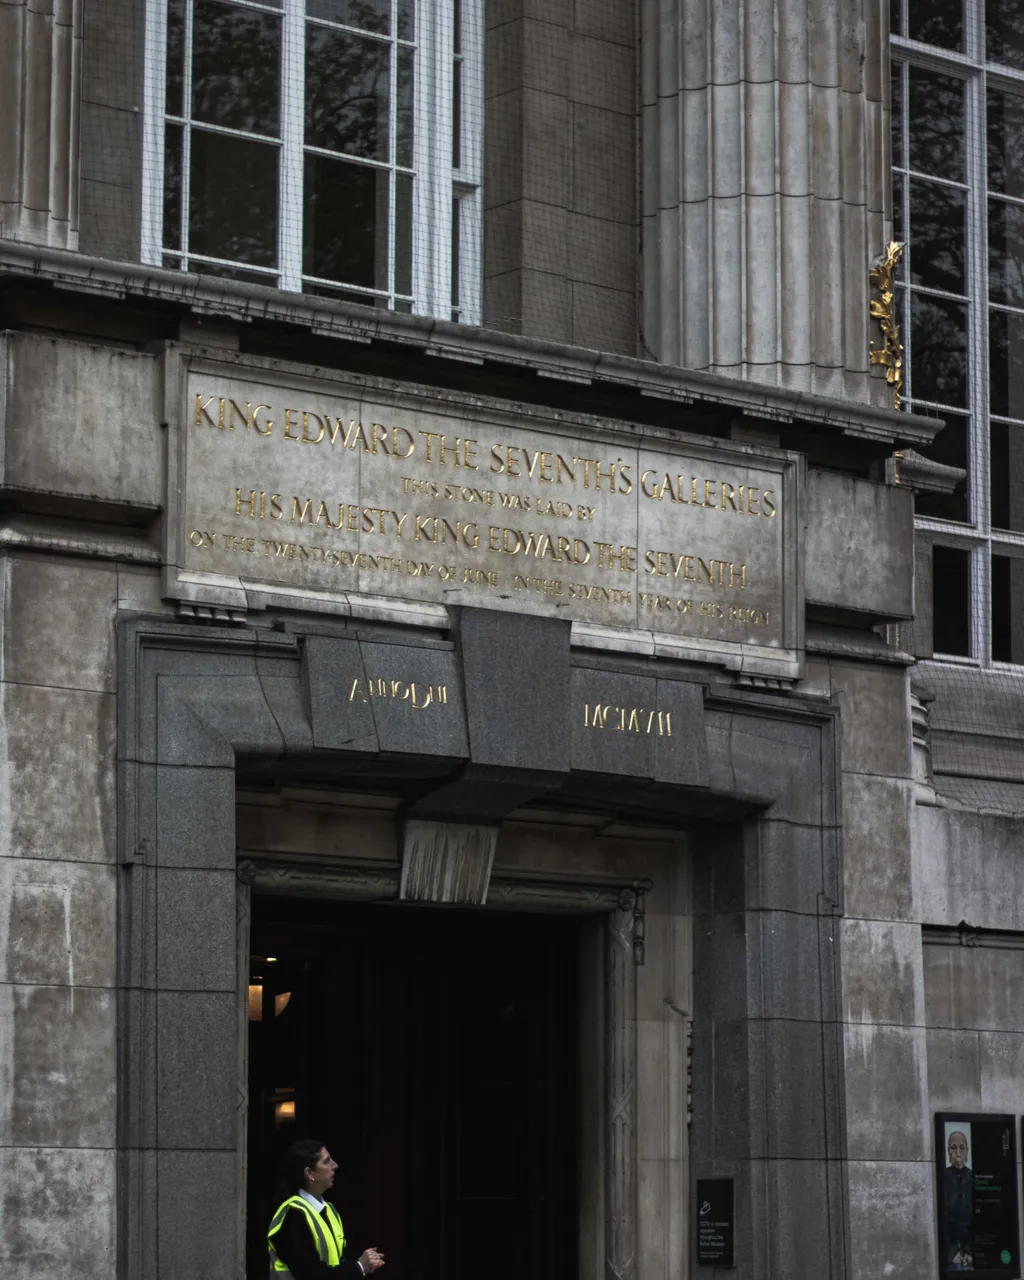 KING EDWARD THE SEVENTH'S GALLERIES
THIS STONE WAS LAID BY
HIS MAJESTY KING EDWARD THE SEVENTH
ON THE TWENTY-SEVENTH DAY OF JUNE IN THE SEVENTH YEAR OF HIS REIGN
ANNO DNI MCMVII